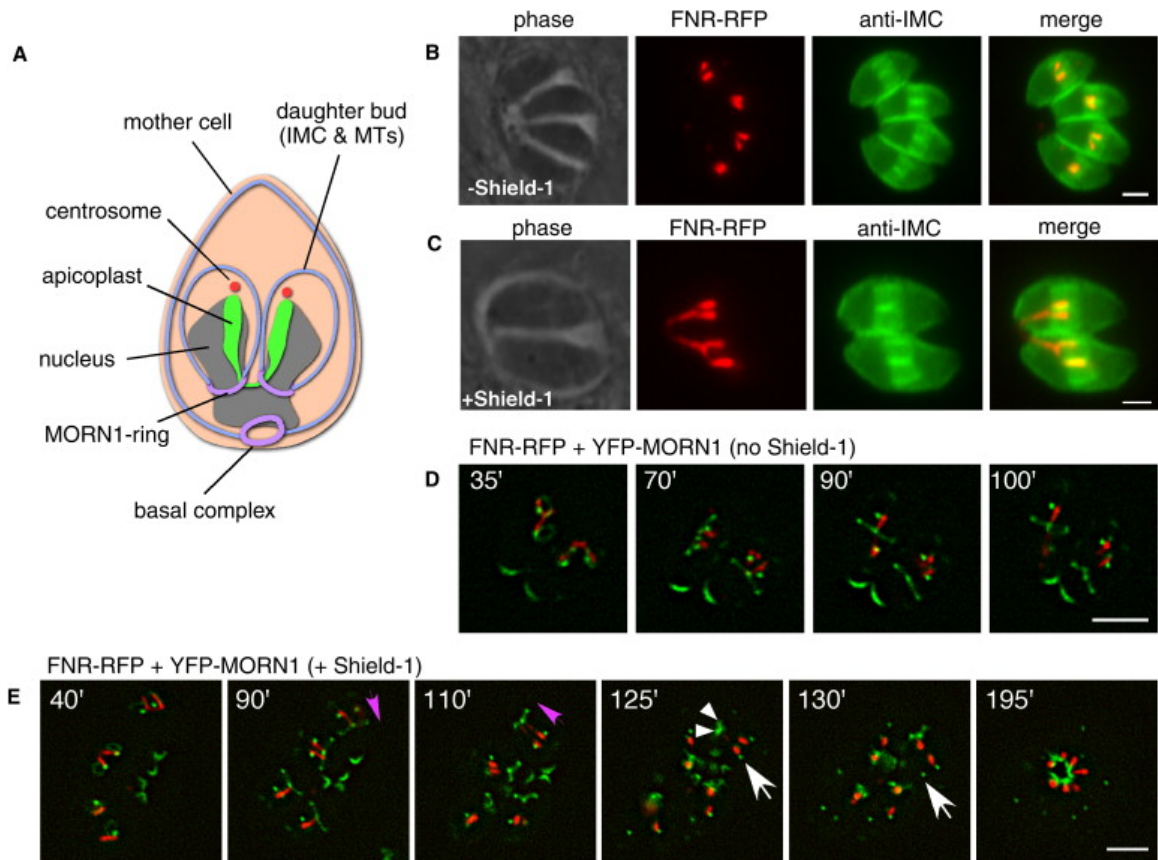 A
mother cell
daughter bud
(IMC & MTs)
centrosome
apicoplast
nucleus
MORN1-ring
basal complex
phase FNR-RFP anti-IMC merge
B
-Shield-1
phase FNR-RFP anti-IMC merge
C
+Shield-1
FNR-RFP + YFP-MORN1 (no Shield-1)
D 35' 70' 90' 100'
FNR-RFP + YFP-MORN1 (+ Shield-1)
E 40' 90' 110' 125' 130' 195'